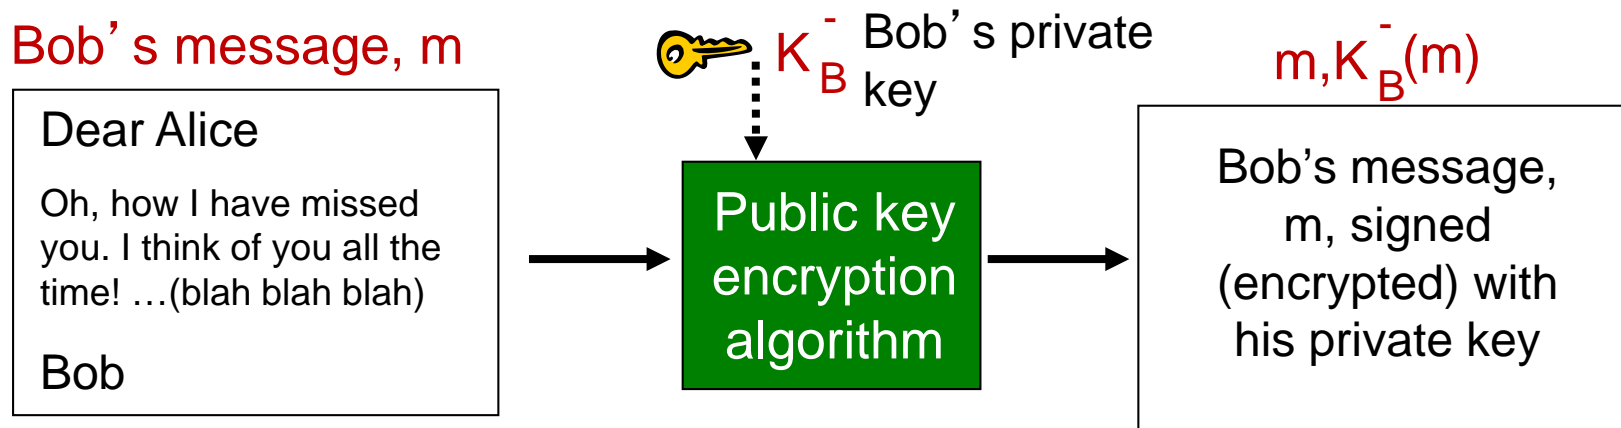 Bob’s message, m
Dear Alice
Oh, how I have missed
you. I think of you all the
time! …(blah blah blah)
Bob
K B -
Bob’s private
key
Public key
encryption
algorithm
m,K B - (m)
Bob’s message,
m, signed
(encrypted) with
his private key